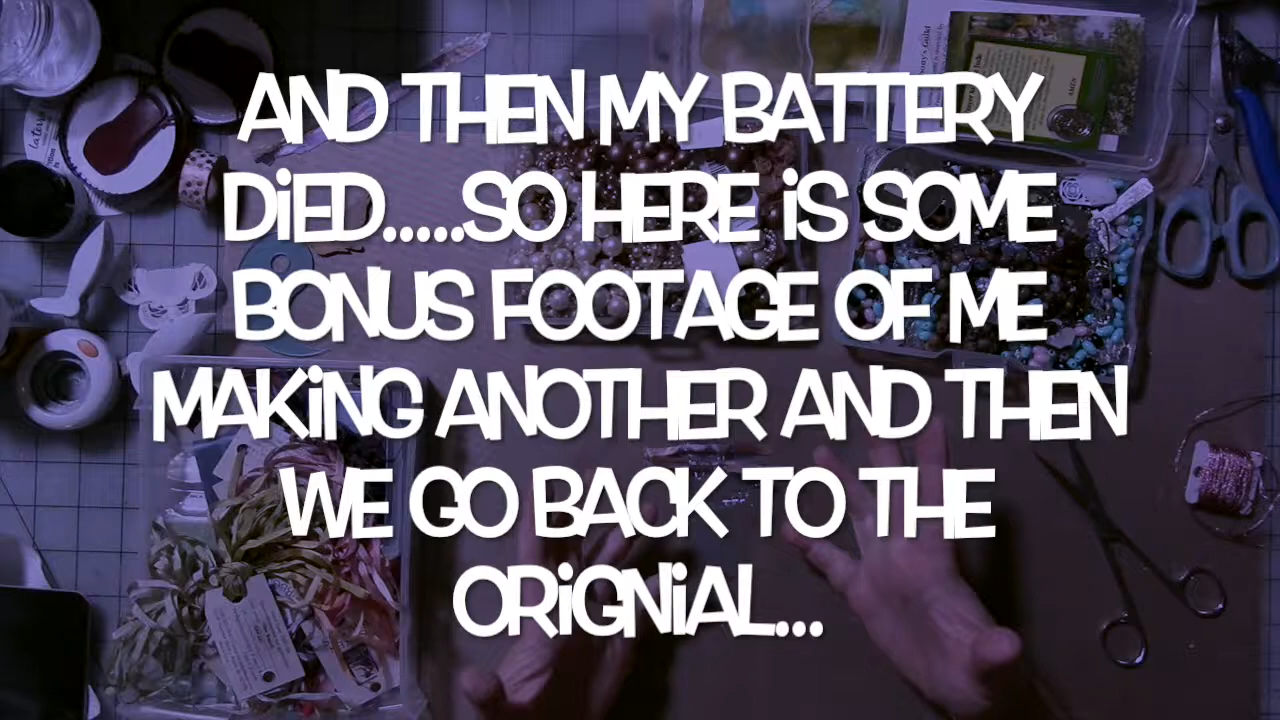 AND THEN MY BATTERY
DiED.....SO HERE iS SOME
BONUS FOOTAGE OF ME
MAKiNG ANOTHER AND THEN
WE GO BACK TO THE
ORiGNiAL...